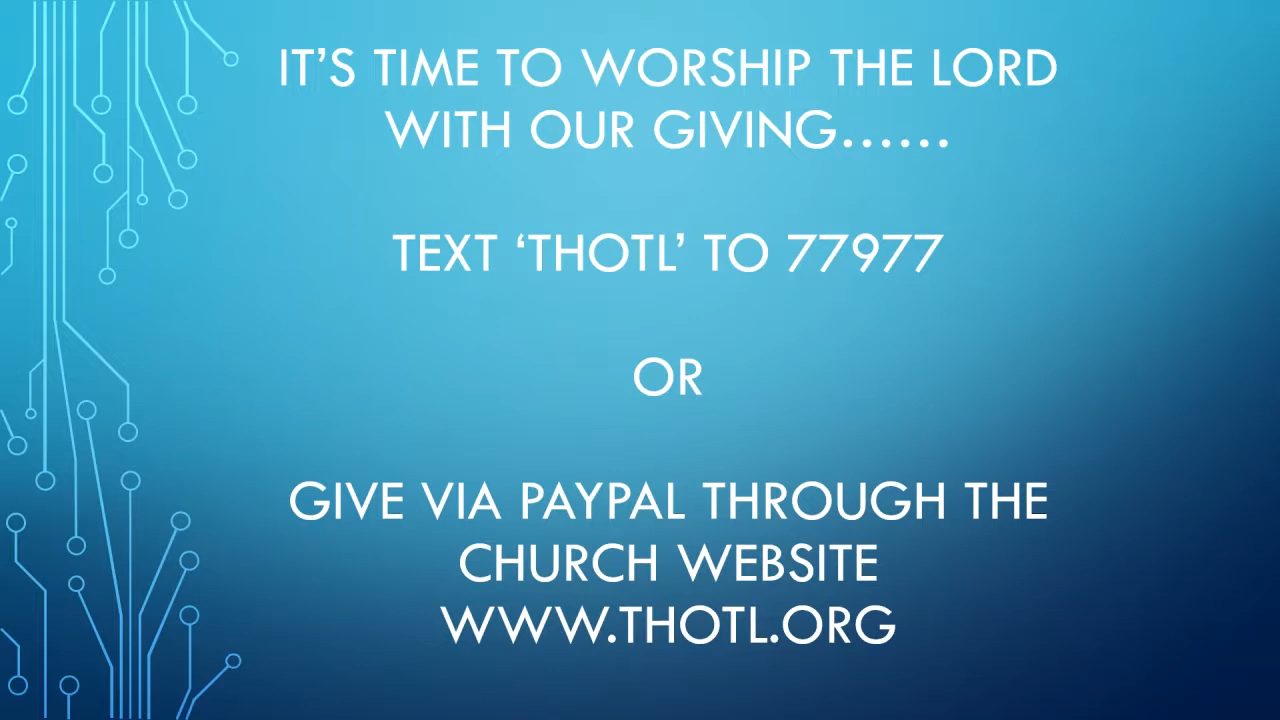 IT’S TIME TO WORSHIP THE LORD
WITH OUR GIVING......
TEXT ‘THOTL’ TO 77977
OR
GIVE VIA PAYPAL THROUGH THE
CHURCH WEBSITE
WWW.THOTL.ORG